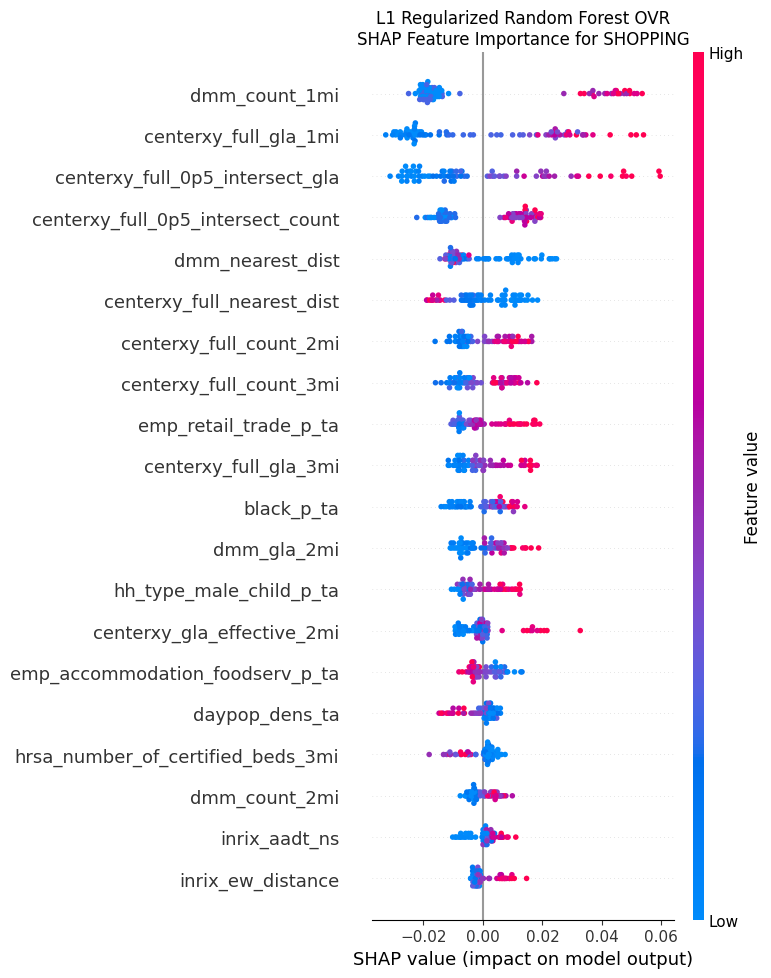 L1 Regularized Random Forest OVR
SHAP Feature Importance for SHOPPING
High
dmm_count_1mi
centerxy_full_gla_1mi
centerxy_full_0p5_intersect_gla
centerxy_full_0p5_intersect_count
dmm_nearest_dist
centerxy_full_nearest_dist
centerxy_full_count_2mi
centerxy_full_count_3mi
emp_retail_trade_p_ta
centerxy_full_gla_3mi
black_p_ta
dmm_gla_2mi
hh_type_male_child_p_ta
centerxy_gla_effective_2mi
emp_accommodation_foodserv_p_ta
daypop_dens_ta
hrsa_number_of_certified_beds_3mi
dmm_count_2mi
inrix_aadt_ns
inrix_ew_distance
Feature value
Low
−0.02 0.00 0.02 0.04 0.06
SHAP value (impact on model output)